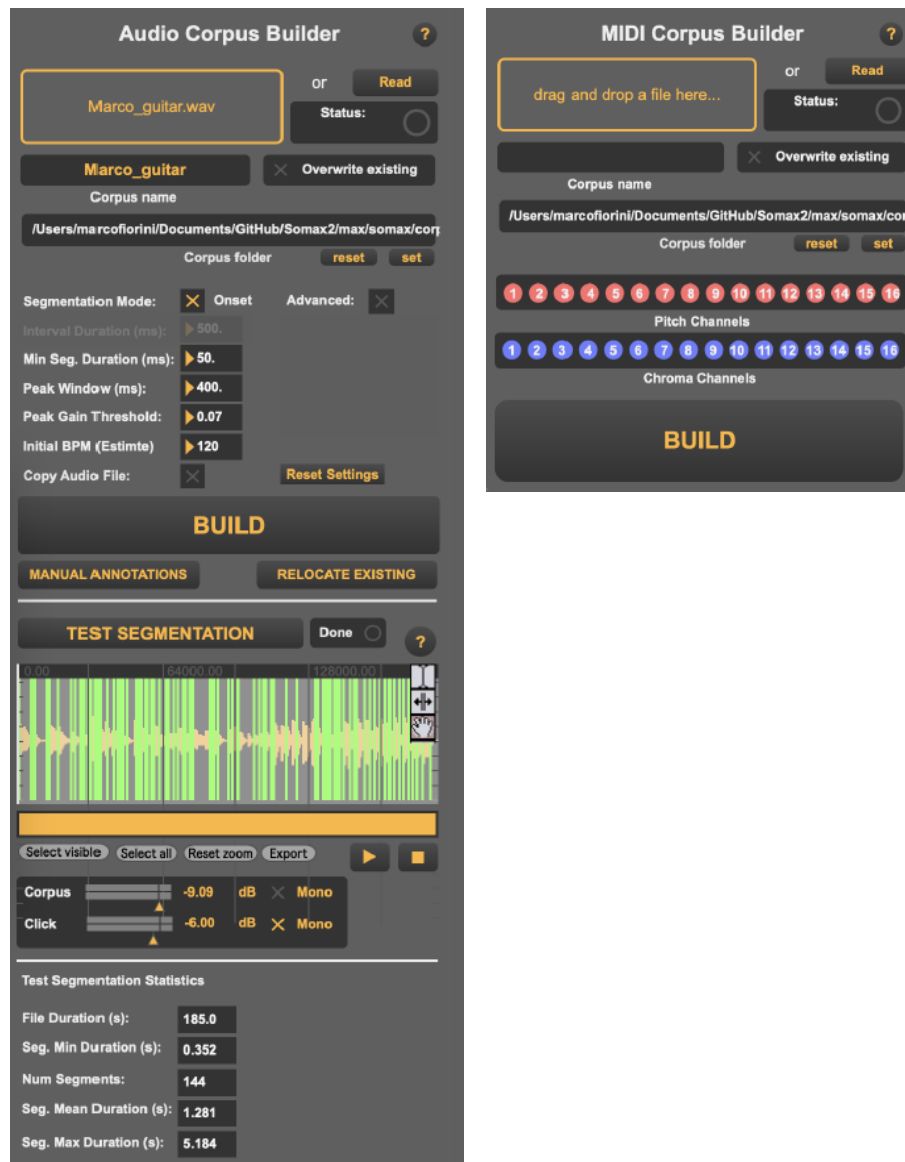 Audio Corpus Builder
?
Marco_guitar.wav
or
Read
Status:
Marco_guitar
Overwrite existing
Corpus name
/Users/marcofiorini/Documents/GitHub/Somax2/max/somax/corp
Corpus folder
reset
set
Segmentation Mode:
Onset
Advanced:
Interval Duration (ms):
500.
Min Seg. Duration (ms):
50.
Peak Window (ms):
400.
Peak Gain Threshold:
0.07
Initial BPM (Estimte)
120
Copy Audio File:
Reset Settings
BUILD
MANUAL ANNOTATIONS
RELOCATE EXISTING
TEST SEGMENTATION
Done
?
0.00
64000.00
128000.00
Select visible
Select all
Reset zoom
Export
Corpus
-9.09
dB
Mono
Click
-6.00
dB
Mono
Test Segmentation Statistics
File Duration (s):
185.0
Seg. Min Duration (s):
0.352
Num Segments:
144
Seg. Mean Duration (s):
1.281
Seg. Max Duration (s):
5.184
MIDI Corpus Builder
?
drag and drop a file here...
or
Read
Status:
Overwrite existing
Corpus name
/Users/marcofiorini/Documents/GitHub/Somax2/max/somax/cor
Corpus folder
reset
set
1 2 3 4 5 6 7 8 9 10 11 12 13 14 15 16
Pitch Channels
1 2 3 4 5 6 7 8 9 10 11 12 13 14 15 16
Chroma Channels
BUILD